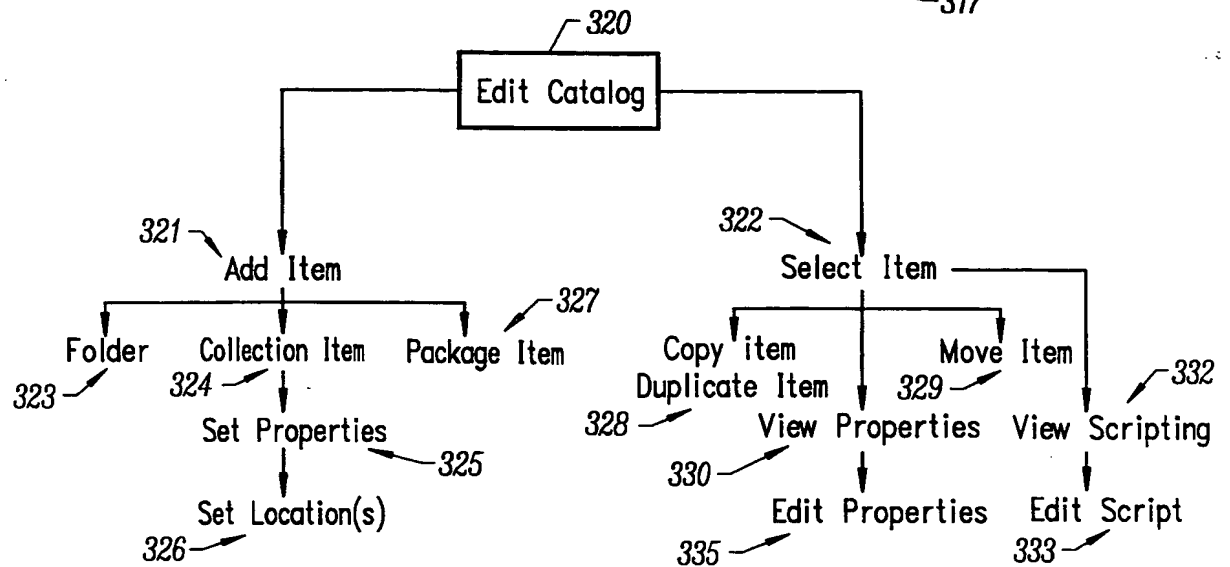 317
320
Edit Catalog
321
Add Item
322
Select Item
327
Folder
Collection Item
Package Item
323
324
Copy item
Duplicate Item
328
Move Item
329
332
Set Properties
325
View Properties
330
View Scripting
Set Location(s)
326
Edit Properties
335
Edit Script
333